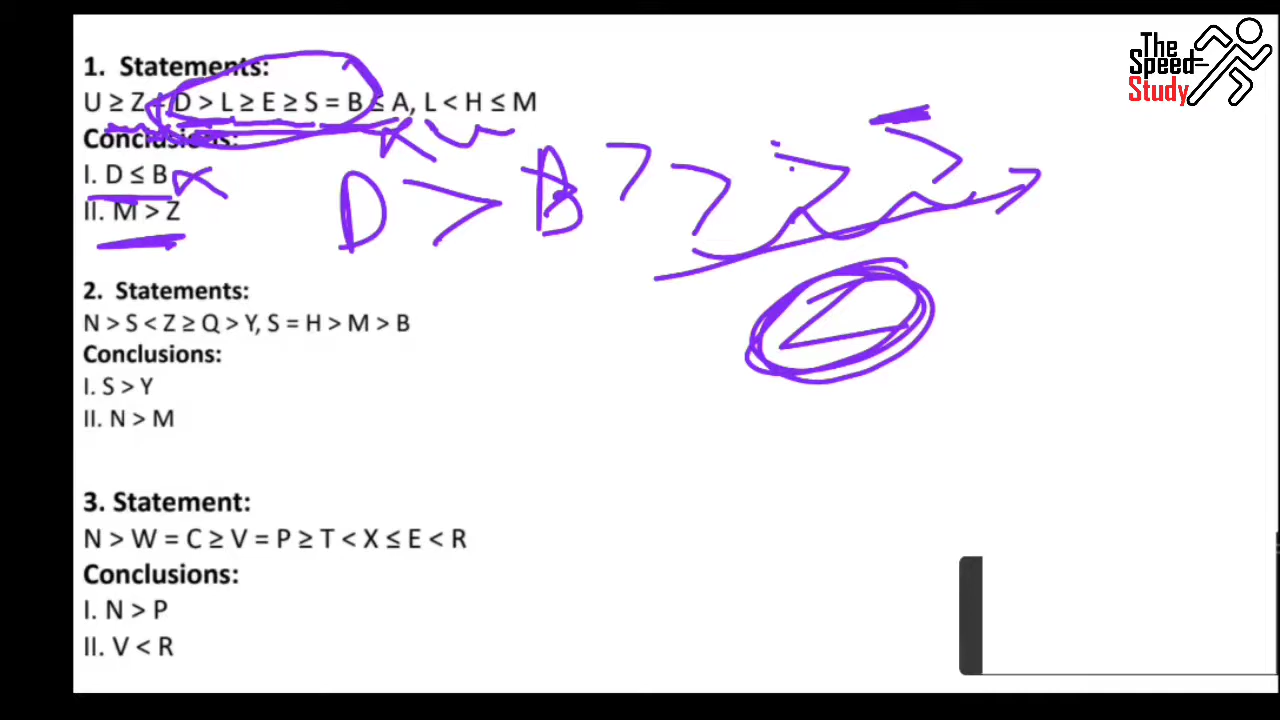 The
Speed
Study
1. Statements:
U ≥ Z = D > L ≥ E ≥ S = B ≤ A, L < H ≤ M
Conclusions:
I. D ≤ B
II. M > Z
D > B > > > >
2. Statements:
N > S < Z ≥ Q > Y, S = H > M > B
Conclusions:
I. S > Y
II. N > M
3. Statement:
N > W = C ≥ V = P ≥ T < X ≤ E < R
Conclusions:
I. N > P
II. V < R